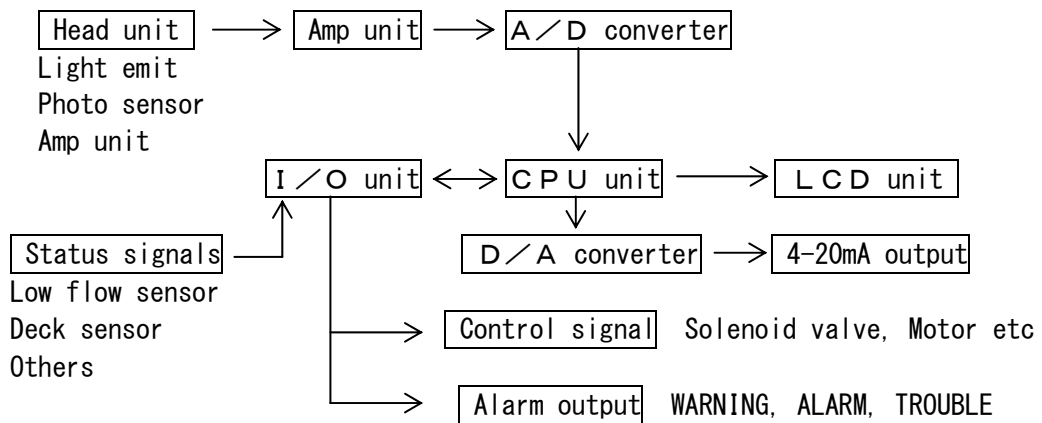 Head unit
Amp unit
A/D converter
Light emit
Photo sensor
Amp unit
I/O unit
CPU unit
LCD unit
Status signals
D/A converter
4-20mA output
Low flow sensor
Deck sensor
Others
Control signal
Solenoid valve, Motor etc
Alarm output
WARNING, ALARM, TROUBLE